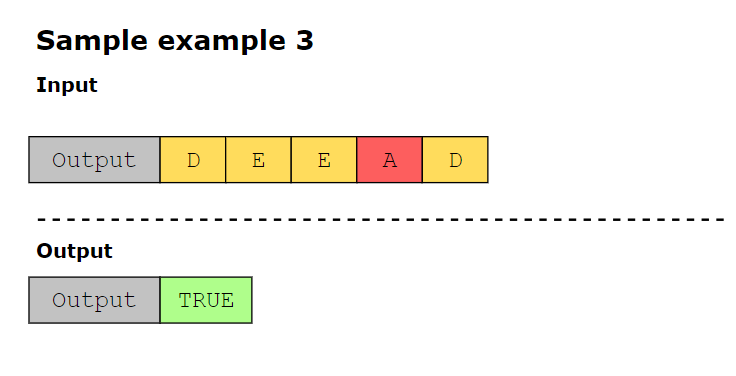 Sample example 3
Input
Output D E E A D
Output
Output TRUE